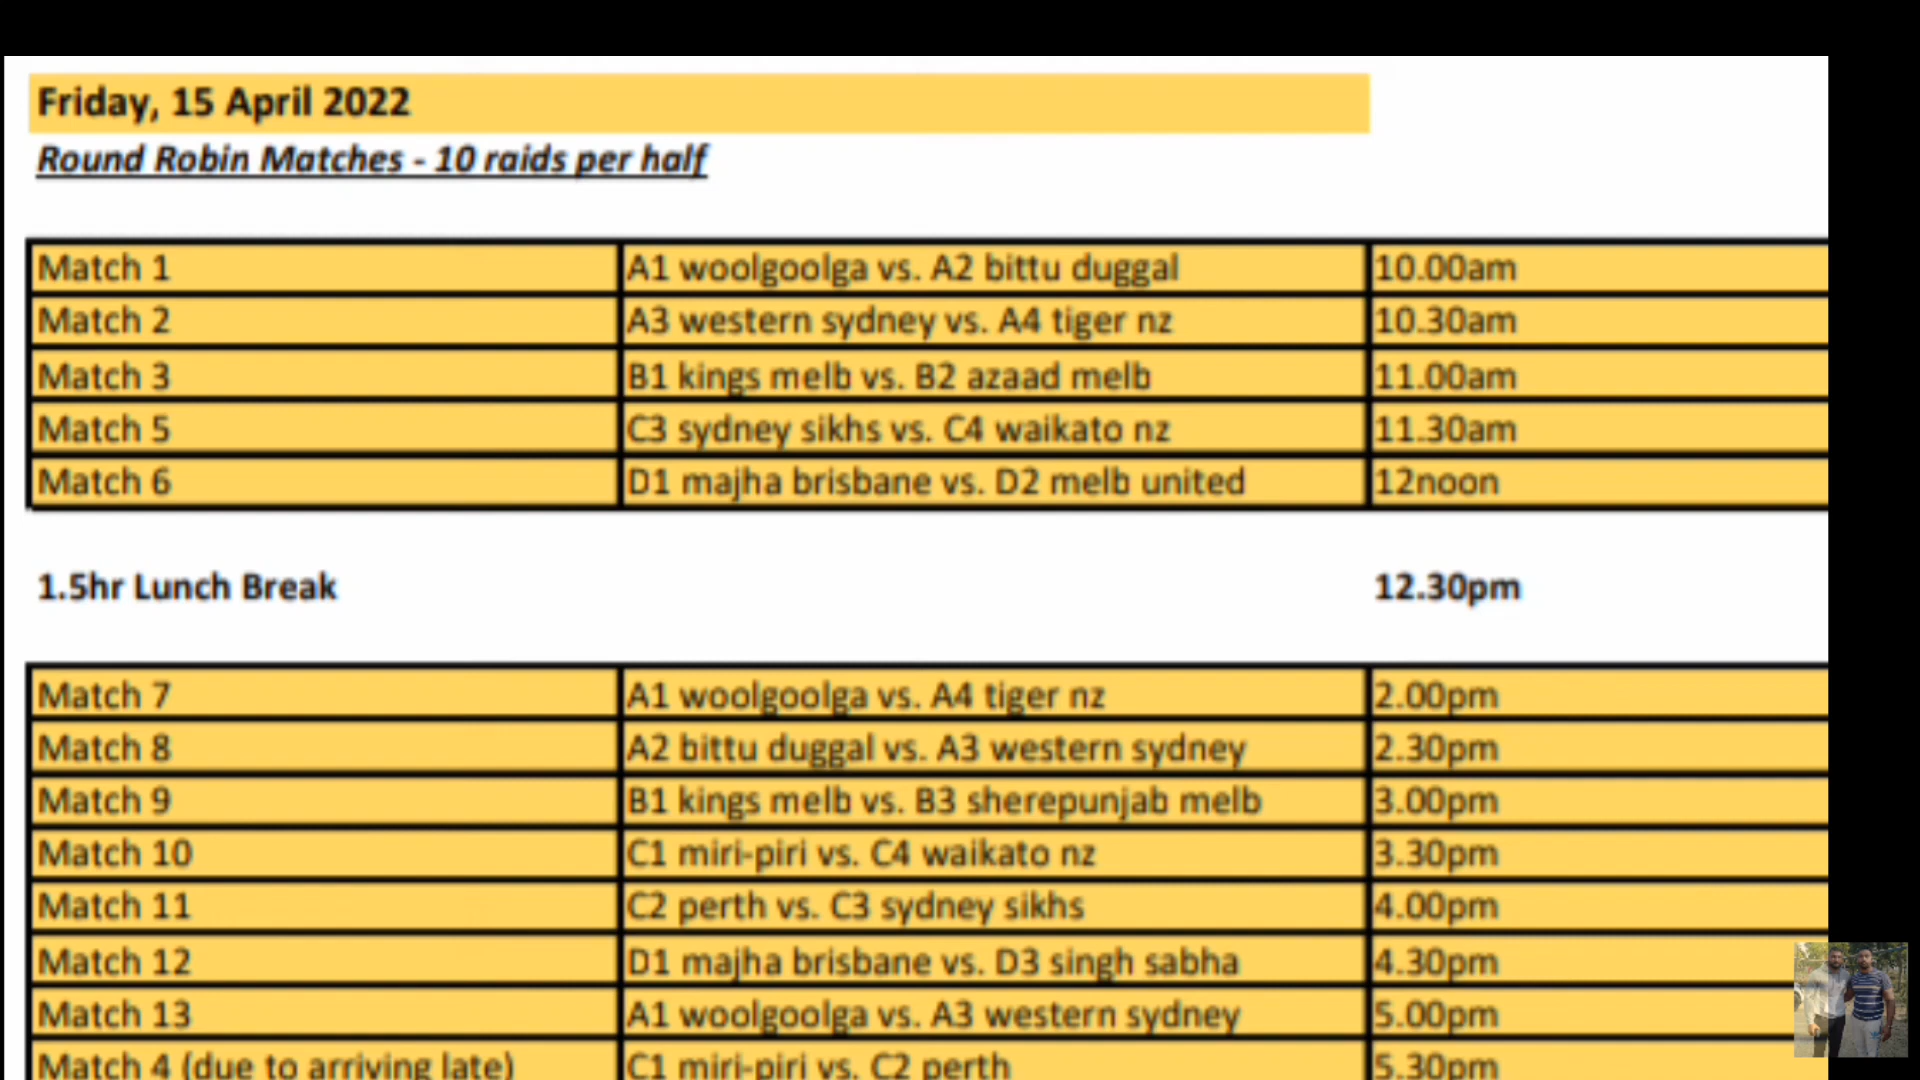 Friday, 15 April 2022
Round Robin Matches - 10 raids per half
Match 1 A1 woolgoolga vs. A2 bittu duggal 10.00am
Match 2 A3 western sydney vs. A4 tiger nz 10.30am
Match 3 B1 kings melb vs. B2 azaad melb 11.00am
Match 5 C3 sydney sikhs vs. C4 waikato nz 11.30am
Match 6 D1 majha brisbane vs. D2 melb united 12noon
1.5hr Lunch Break 12.30pm
Match 7 A1 woolgoolga vs. A4 tiger nz 2.00pm
Match 8 A2 bittu duggal vs. A3 western sydney 2.30pm
Match 9 B1 kings melb vs. B3 sherepunjab melb 3.00pm
Match 10 C1 miri-piri vs. C4 waikato nz 3.30pm
Match 11 C2 perth vs. C3 sydney sikhs 4.00pm
Match 12 D1 majha brisbane vs. D3 singh sabha 4.30pm
Match 13 A1 woolgoolga vs. A3 western sydney 5.00pm
Match 4 (due to arriving late) C1 miri-piri vs. C2 perth 5.30pm